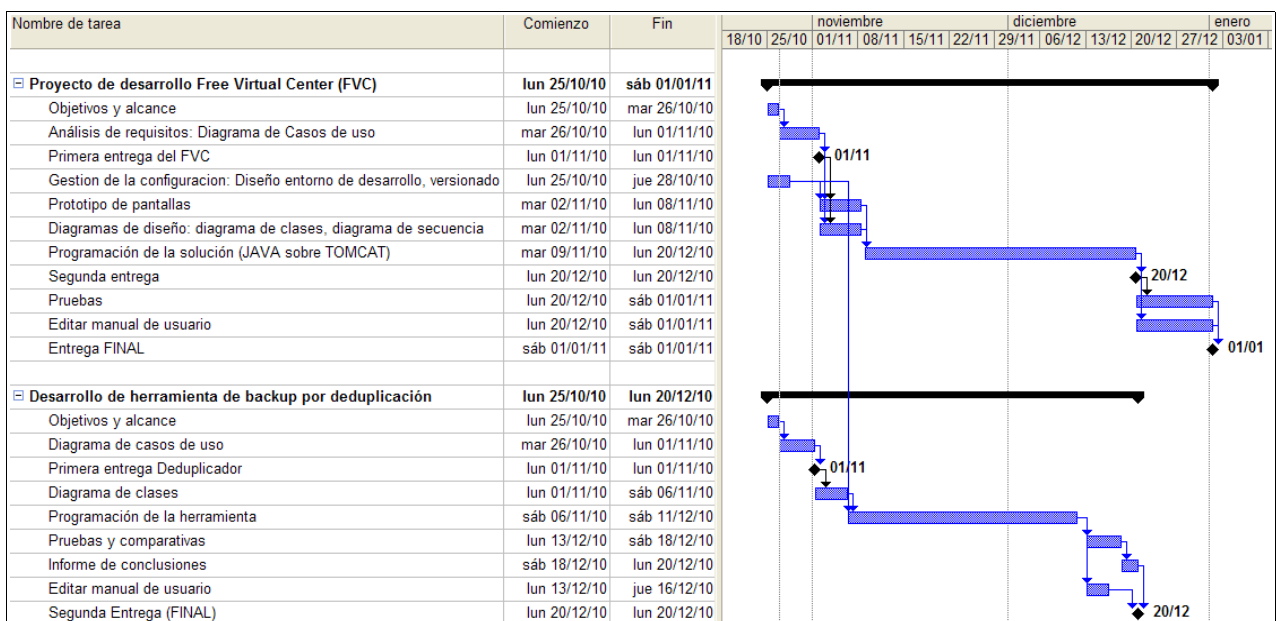 Nombre de tarea Comienzo Fin noviembre diciembre enero
18/10 25/10 01/11 08/11 15/11 22/11 29/11 06/12 13/12 20/12 27/12 03/01
Proyecto de desarrollo Free Virtual Center (FVC) lun 25/10/10 sáb 01/01/11
Objetivos y alcance lun 25/10/10 mar 26/10/10
Análisis de requisitos: Diagrama de Casos de uso mar 26/10/10 lun 01/11/10
Primera entrega del FVC lun 01/11/10 lun 01/11/10 01/11
Gestion de la configuracion: Diseño entorno de desarrollo, versionado lun 25/10/10 jue 28/10/10
Prototipo de pantallas mar 02/11/10 lun 08/11/10
Diagramas de diseño: diagrama de clases, diagrama de secuencia mar 02/11/10 lun 08/11/10
Programación de la solución (JAVA sobre TOMCAT) mar 09/11/10 lun 20/12/10
Segunda entrega lun 20/12/10 lun 20/12/10 20/12
Pruebas lun 20/12/10 sáb 01/01/11
Editar manual de usuario lun 20/12/10 sáb 01/01/11
Entrega FINAL sáb 01/01/11 sáb 01/01/11 01/01
Desarrollo de herramienta de backup por deduplicación lun 25/10/10 lun 20/12/10
Objetivos y alcance lun 25/10/10 mar 26/10/10
Diagrama de casos de uso mar 26/10/10 lun 01/11/10
Primera entrega Deduplicador lun 01/11/10 lun 01/11/10 01/11
Diagrama de clases lun 01/11/10 sáb 06/11/10
Programación de la herramienta sáb 06/11/10 sáb 11/12/10
Pruebas y comparativas lun 13/12/10 sáb 18/12/10
Informe de conclusiones sáb 18/12/10 lun 20/12/10
Editar manual de usuario lun 13/12/10 jue 16/12/10
Segunda Entrega (FINAL) lun 20/12/10 lun 20/12/10 20/12